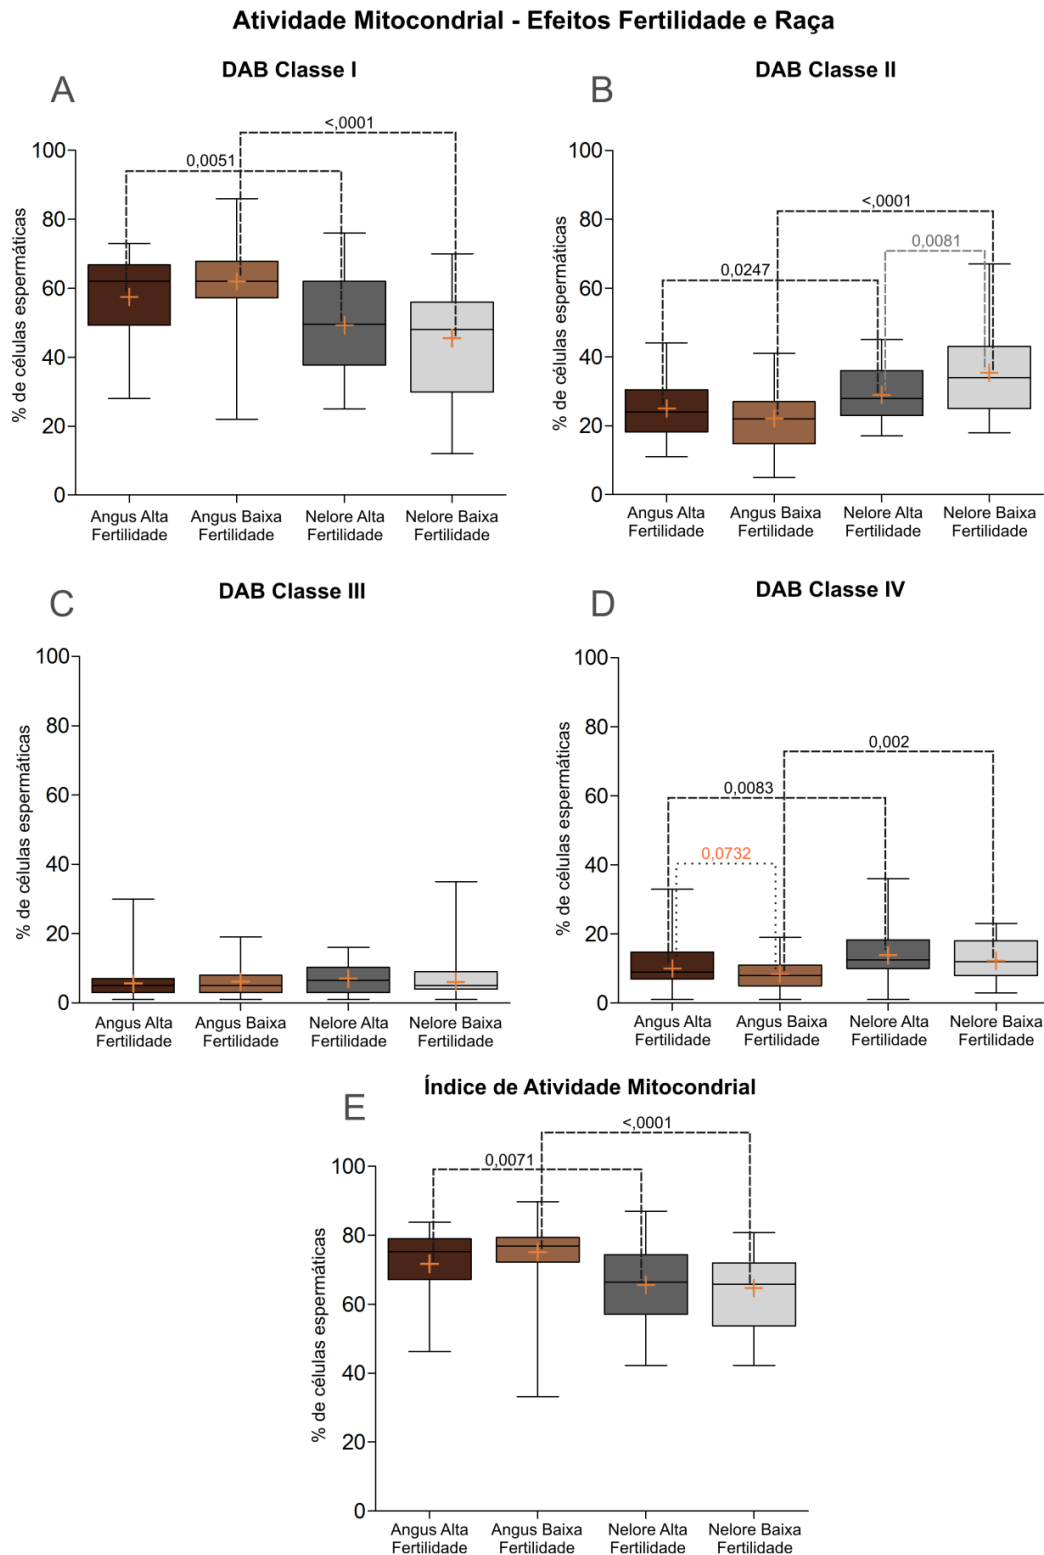 Atividade Mitocondrial - Efeitos Fertilidade e Raça
DAB Classe I
A
<,0001
0,0051
100
80
60
40
20
0
% de células espermáticas
Angus Alta Fertilidade
Angus Baixa Fertilidade
Nelore Alta Fertilidade
Nelore Baixa Fertilidade
DAB Classe II
B
<,0001
0,0081
0,0247
100
80
60
40
20
0
% de células espermáticas
Angus Alta Fertilidade
Angus Baixa Fertilidade
Nelore Alta Fertilidade
Nelore Baixa Fertilidade
DAB Classe III
C
100
80
60
40
20
0
% de células espermáticas
Angus Alta Fertilidade
Angus Baixa Fertilidade
Nelore Alta Fertilidade
Nelore Baixa Fertilidade
DAB Classe IV
D
0,002
0,0083
0,0732
100
80
60
40
20
0
% de células espermáticas
Angus Alta Fertilidade
Angus Baixa Fertilidade
Nelore Alta Fertilidade
Nelore Baixa Fertilidade
Índice de Atividade Mitocondrial
E
<,0001
0,0071
100
80
60
40
20
0
% de células espermáticas
Angus Alta Fertilidade
Angus Baixa Fertilidade
Nelore Alta Fertilidade
Nelore Baixa Fertilidade